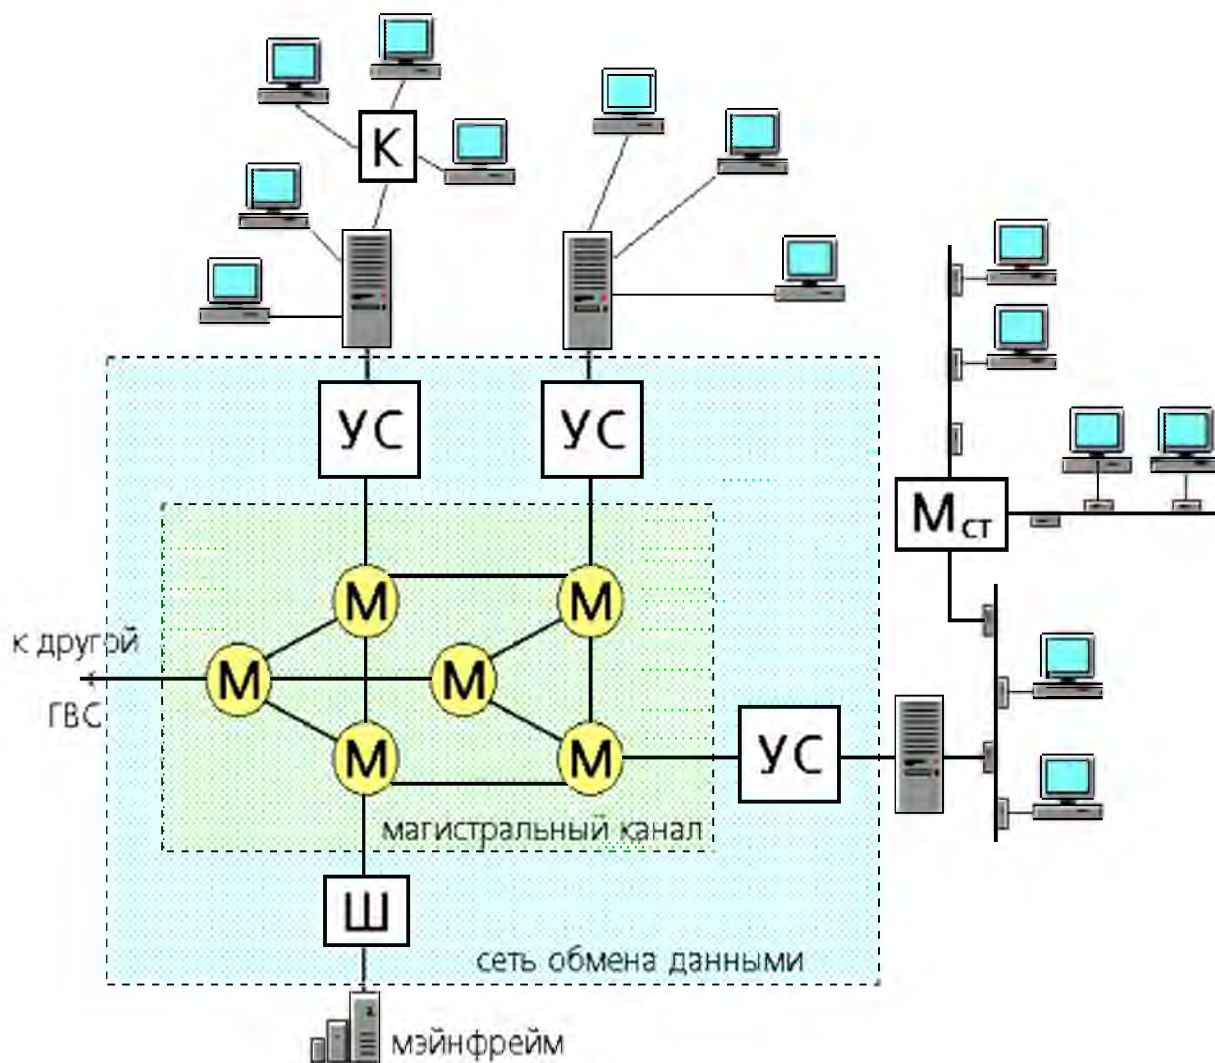 К
УС
УС
Мст
М
М
к другой
М
М
ГВС
М
М
УС
магистральный канал
Ш
сеть обмена данными
мэйнфрейм